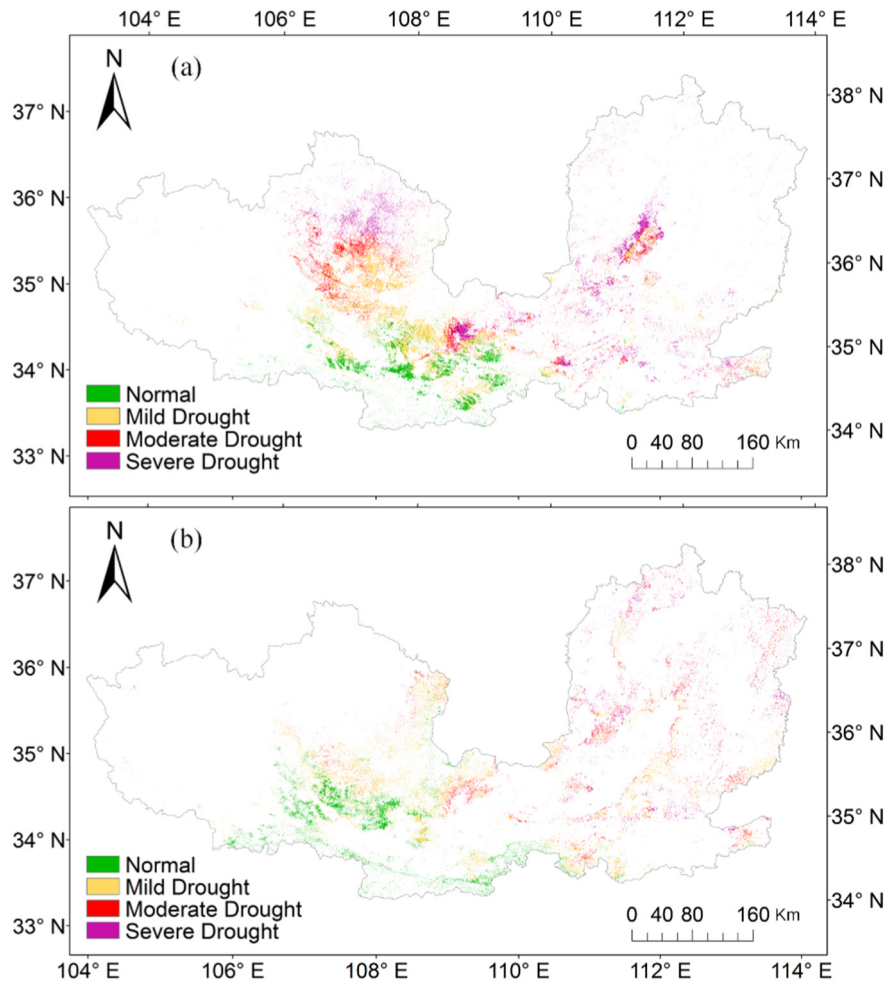 104° E 106° E 108° E 110° E 112° E 114° E
N
(a)
38° N
37° N
37° N
36° N
36° N
35° N
35° N
34° N
Normal
Mild Drought
34° N
Moderate Drought
33° N
Severe Drought
0 40 80 160 Km
N
(b)
38° N
37° N
37° N
36° N
36° N
35° N
35° N
34° N
Normal
Mild Drought
34° N
Moderate Drought
33° N
Severe Drought
0 40 80 160 Km
104° E 106° E 108° E 110° E 112° E 114° E